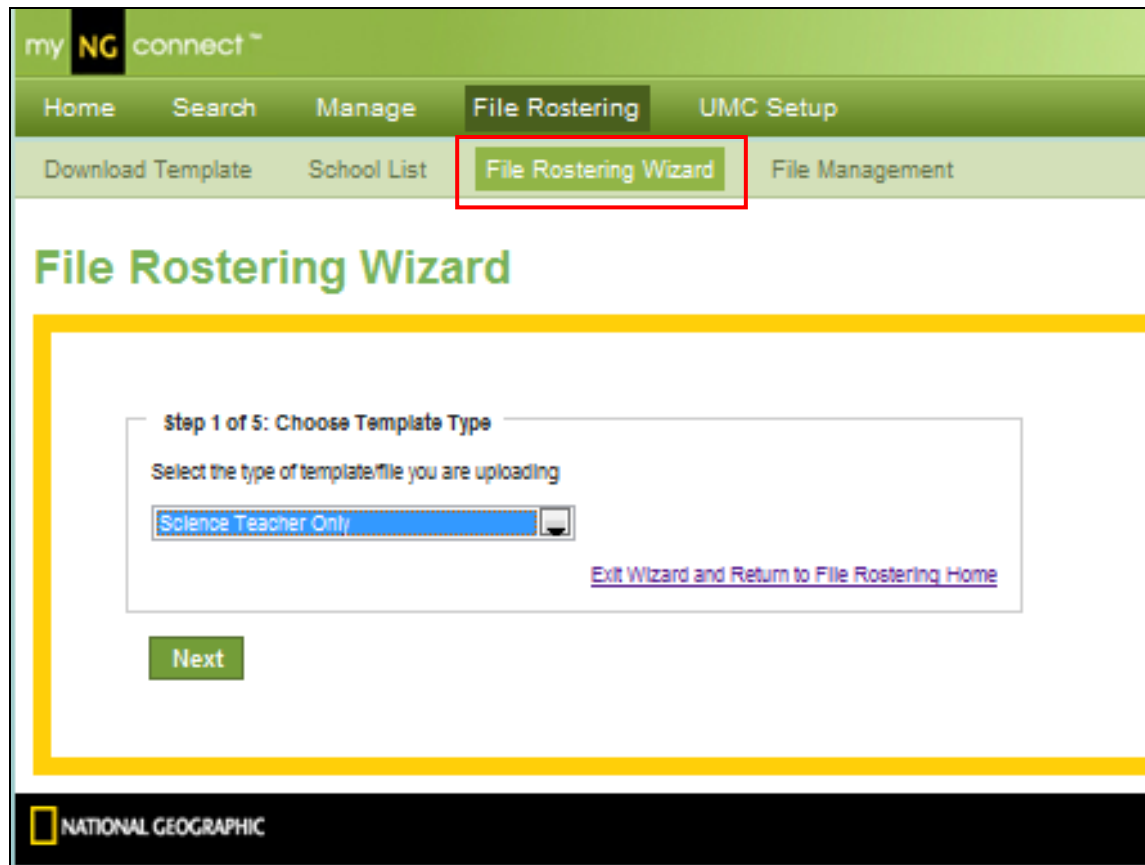 my NG connect™
Home Search Manage File Rostering UMC Setup
Download Template School List File Rostering Wizard File Management
File Rostering Wizard
Step 1 of 5: Choose Template Type
Select the type of template/file you are uploading
Science Teacher Only
Exit Wizard and Return to File Rostering Home
Next
NATIONAL GEOGRAPHIC